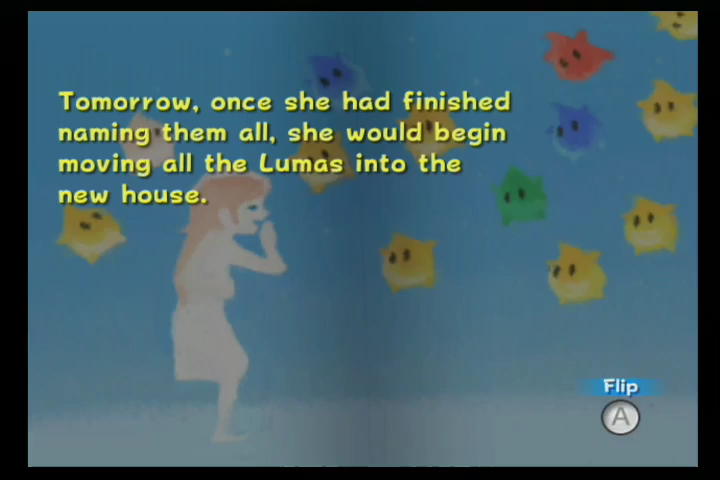 Tomorrow, once she had finished
naming them all, she would begin
moving all the Lumas into the
new house.
Flip
A